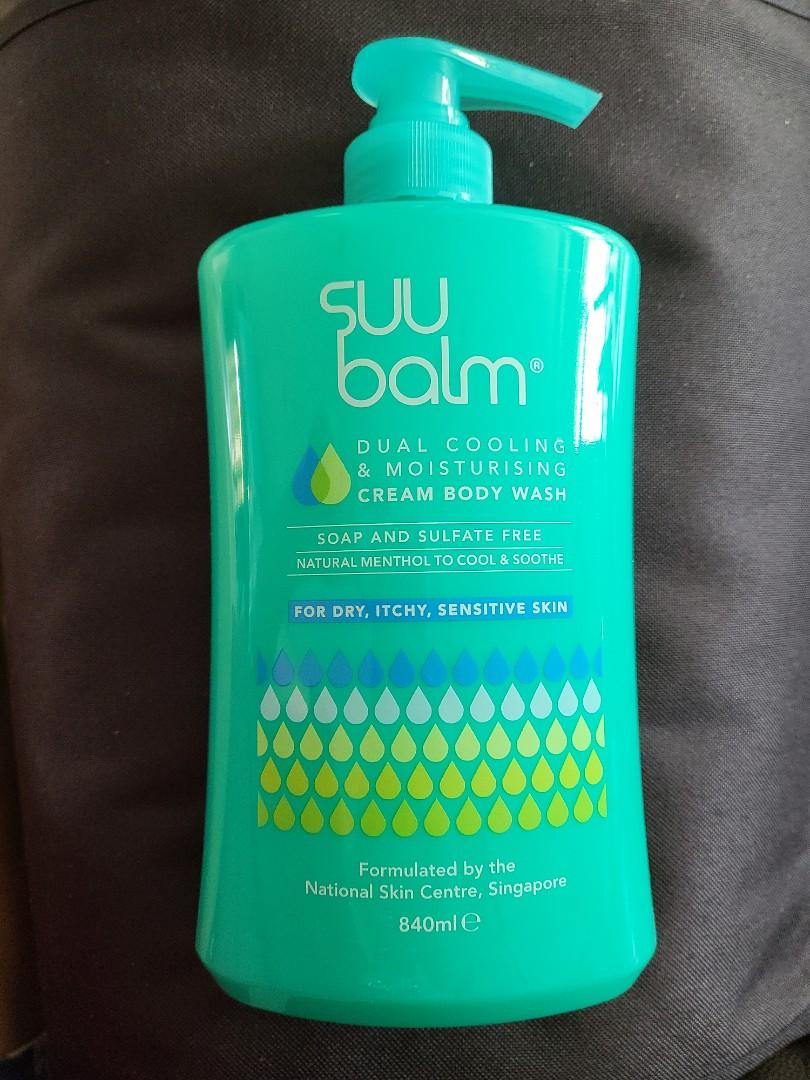 suu
balm®
DUAL COOLING
& MOISTURISING
CREAM BODY WASH
SOAP AND SULFATE FREE
NATURAL MENTHOL TO COOL & SOOTHE
FOR DRY, ITCHY, SENSITIVE SKIN
Formulated by the
National Skin Centre, Singapore
840ml ℮